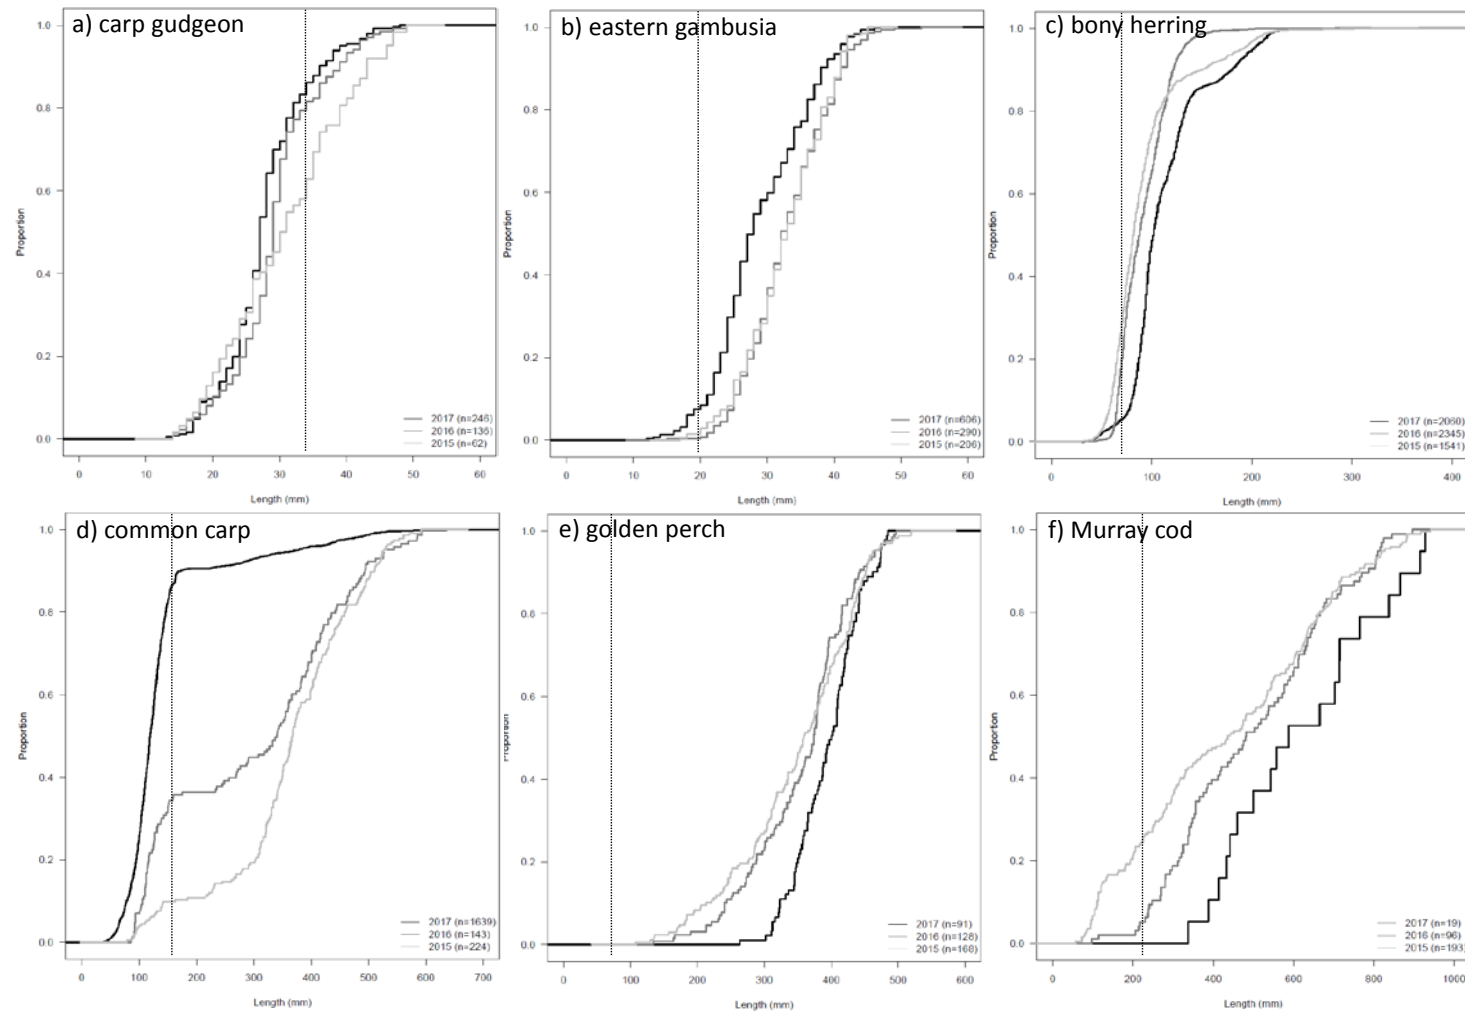 a) carp gudgeon
1.0
0.8
0.6
0.4
0.2
0.0
Proportion
2017 (n=246)
2016 (n=136)
2015 (n=62)
0 10 20 30 40 50 60
Length (mm)
b) eastern gambusia
1.0
0.8
0.6
0.4
0.2
0.0
Proportion
2017 (n=606)
2016 (n=290)
2015 (n=206)
0 10 20 30 40 50 60
Length (mm)
c) bony herring
1.0
0.8
0.6
0.4
0.2
0.0
Proportion
2017 (n=2060)
2016 (n=2345)
2015 (n=1541)
0 100 200 300 400
Length (mm)
d) common carp
1.0
0.8
0.6
0.4
0.2
0.0
Proportion
2017 (n=1639)
2016 (n=143)
2015 (n=224)
0 100 200 300 400 500 600 700
Length (mm)
e) golden perch
1.0
0.8
0.6
0.4
0.2
0.0
Proportion
2017 (n=91)
2016 (n=128)
2015 (n=168)
0 100 200 300 400 500 600
Length (mm)
f) Murray cod
1.0
0.8
0.6
0.4
0.2
0.0
Proportion
2017 (n=19)
2016 (n=96)
2015 (n=193)
0 200 400 600 800 1000
Length (mm)